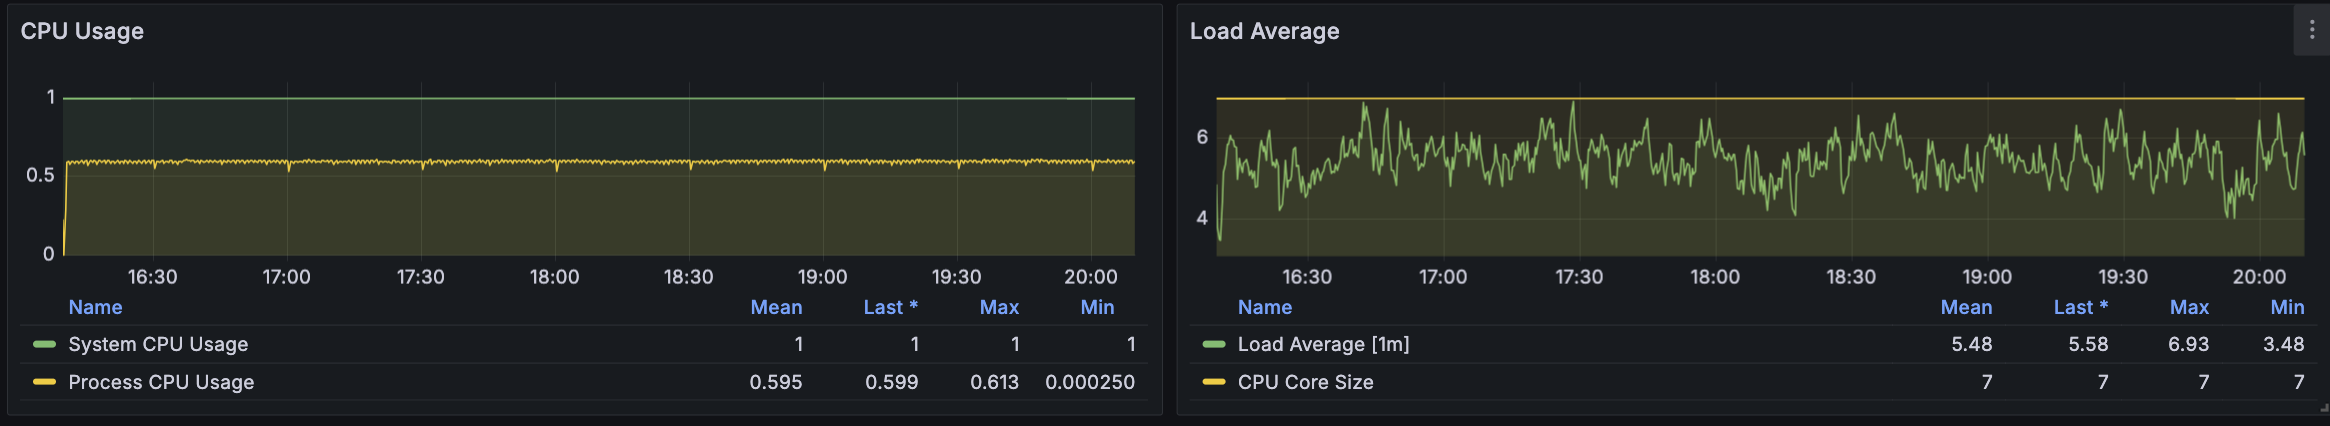 CPU Usage
1
0.5
0
16:30 17:00 17:30 18:00 18:30 19:00 19:30 20:00
Name Mean Last * Max Min
System CPU Usage 1 1 1 1
Process CPU Usage 0.595 0.599 0.613 0.000250
Load Average
6
4
16:30 17:00 17:30 18:00 18:30 19:00 19:30 20:00
Name Mean Last * Max Min
Load Average [1m] 5.48 5.58 6.93 3.48
CPU Core Size 7 7 7 7